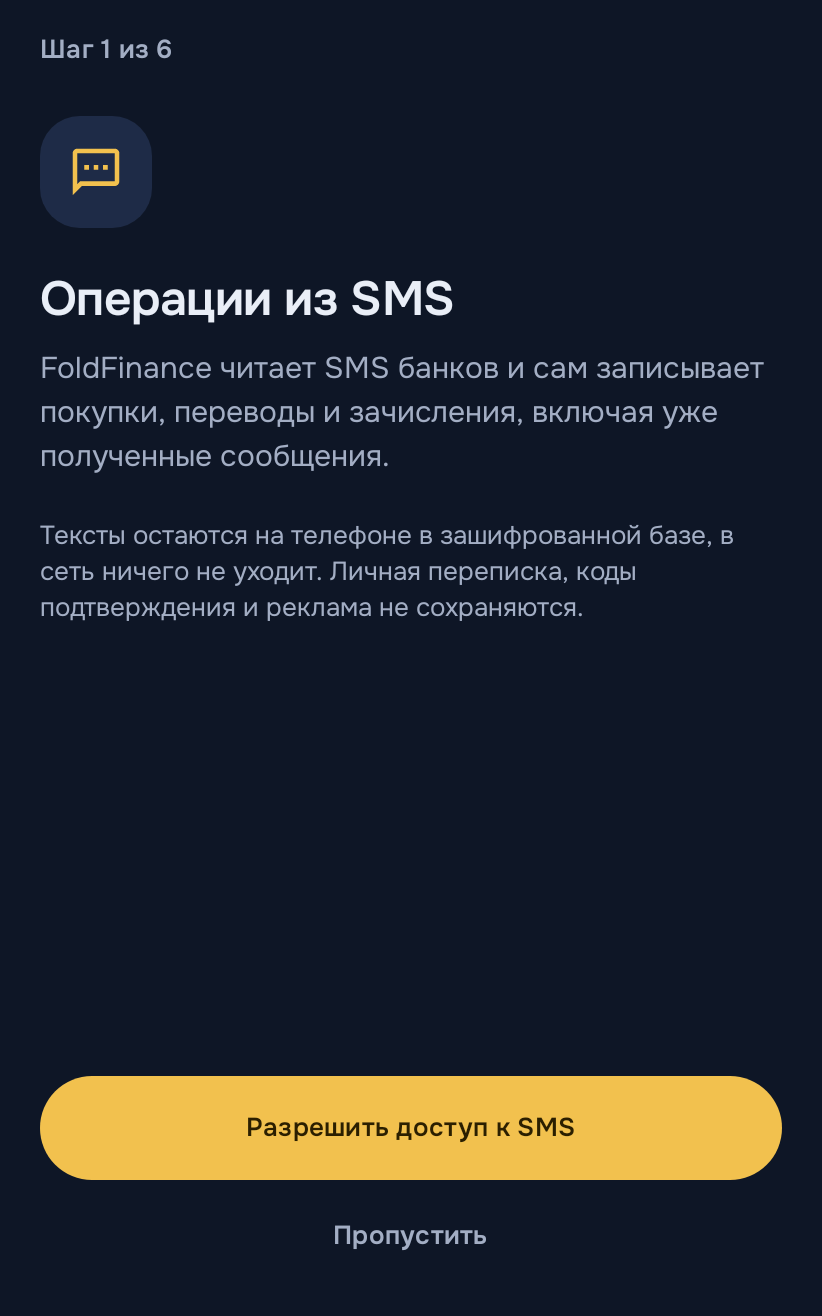 Шаг 1 из 6
Операции из SMS
FoldFinance читает SMS банков и сам записывает
покупки, переводы и зачисления, включая уже
полученные сообщения.
Тексты остаются на телефоне в зашифрованной базе, в
сеть ничего не уходит. Личная переписка, коды
подтверждения и реклама не сохраняются.
Разрешить доступ к SMS
Пропустить